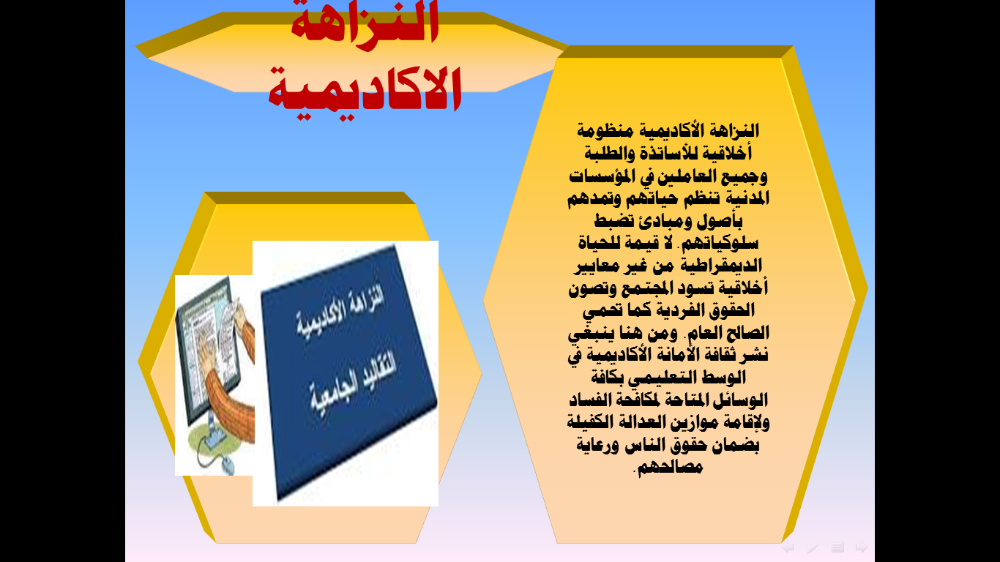 النزاهة
الاكاديمية
النزاهة الأكاديمية منظومة
أخلاقية للأساتذة والطلبة
وجميع العاملين في المؤسسات
المدنية تنظم حياتهم وتمدهم
بأصول ومبادئ تضبط
سلوكياتهم. لا قيمة للحياة
الديمقراطية من غير معايير
أخلاقية تسود المجتمع وتصون
الحقوق الفردية كما تحمي
الصالح العام. ومن هنا ينبغي
نشر ثقافة الأمانة الأكاديمية في
الوسط التعليمي بكافة
الوسائل المتاحة لمكافحة الفساد
ولإقامة موازين العدالة الكفيلة
بضمان حقوق الناس ورعاية
مصالحهم.
النزاهة الأكاديمية
التقاليد الجامعية